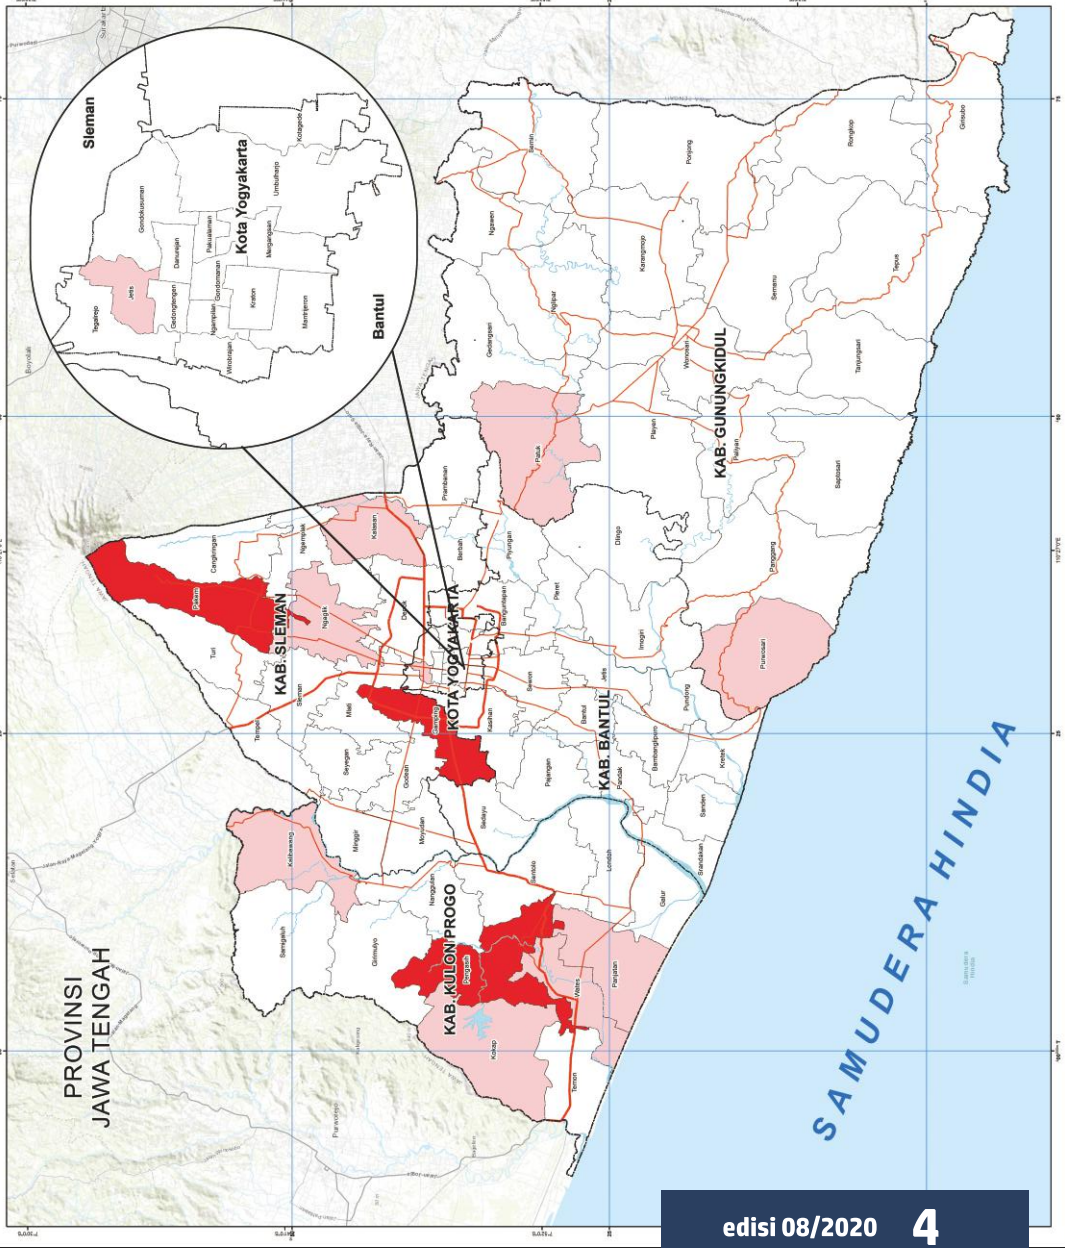 Sleman
Kota Yogyakarta
Bantul
Tegalrejo
Jetis
Gondokusuman
Gedongtengen
Danurejan
Pakualaman
Ngampilan
Gondomanan
Wirobrajan
Kraton
Mergangsan
Umbulharjo
Kotagede
Mantrijeron
Surakarta
Boyolali
PROVINSI
JAWA TENGAH
KAB. SLEMAN
Pakem
Cangkringan
Turi
Ngemplak
Ngaglik
Kalasan
Prambanan
Berbah
Depok
Sleman
Tempel
Mlati
Seyegan
Godean
Gamping
Minggir
Moyudan
KOTA YOGYAKARTA
KAB. BANTUL
Banguntapan
Piyungan
Pleret
Dlingo
Imogiri
Jetis
Sewon
Kasihan
Bantul
Pajangan
Sedayu
Pandak
Bambanglipuro
Pundong
Kretek
Sanden
Srandakan
KAB. GUNUNGKIDUL
Gedangsari
Ngawen
Semin
Nglipar
Patuk
Karangmojo
Ponjong
Wonosari
Playen
Paliyan
Semanu
Rongkop
Girisubo
Tepus
Tanjungsari
Saptosari
Panggang
Purwosari
KAB. KULON PROGO
Kalibawang
Samigaluh
Girimulyo
Nanggulan
Sentolo
Pengasih
Kokap
Wates
Panjatan
Lendah
Galur
Temon
Purworejo
SAMUDERA HINDIA
Samudera
Hindia
edisi 08/2020 4